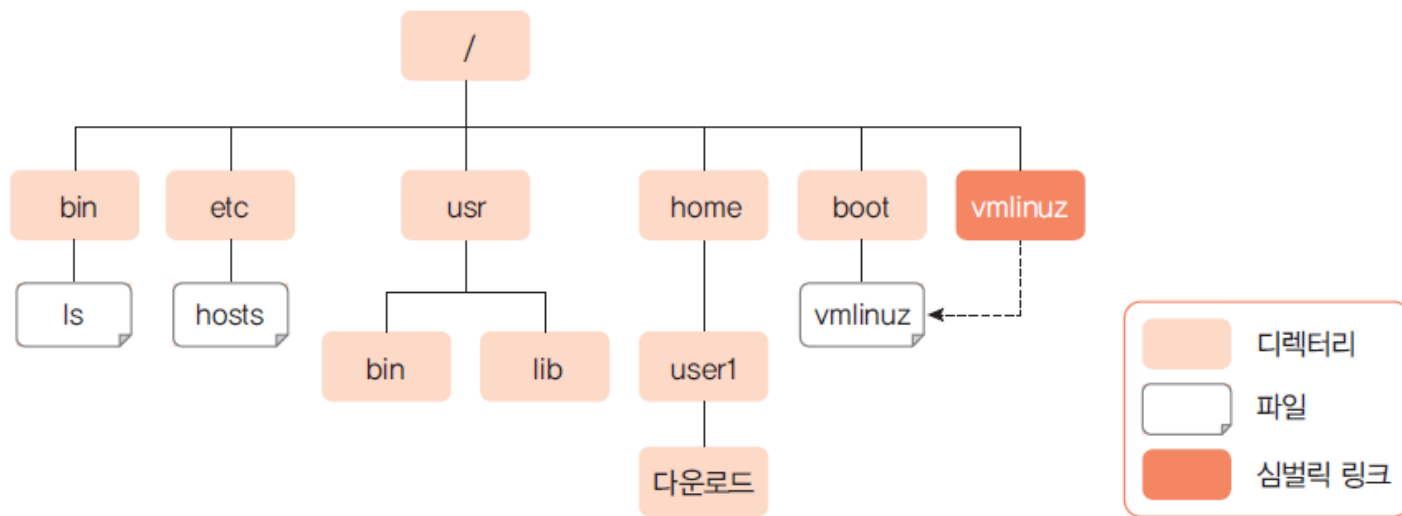 /
bin
etc
usr
home
boot
vmlinuz
ls
hosts
vmlinuz
bin
lib
user1
다운로드
디렉터리
파일
심벌릭 링크